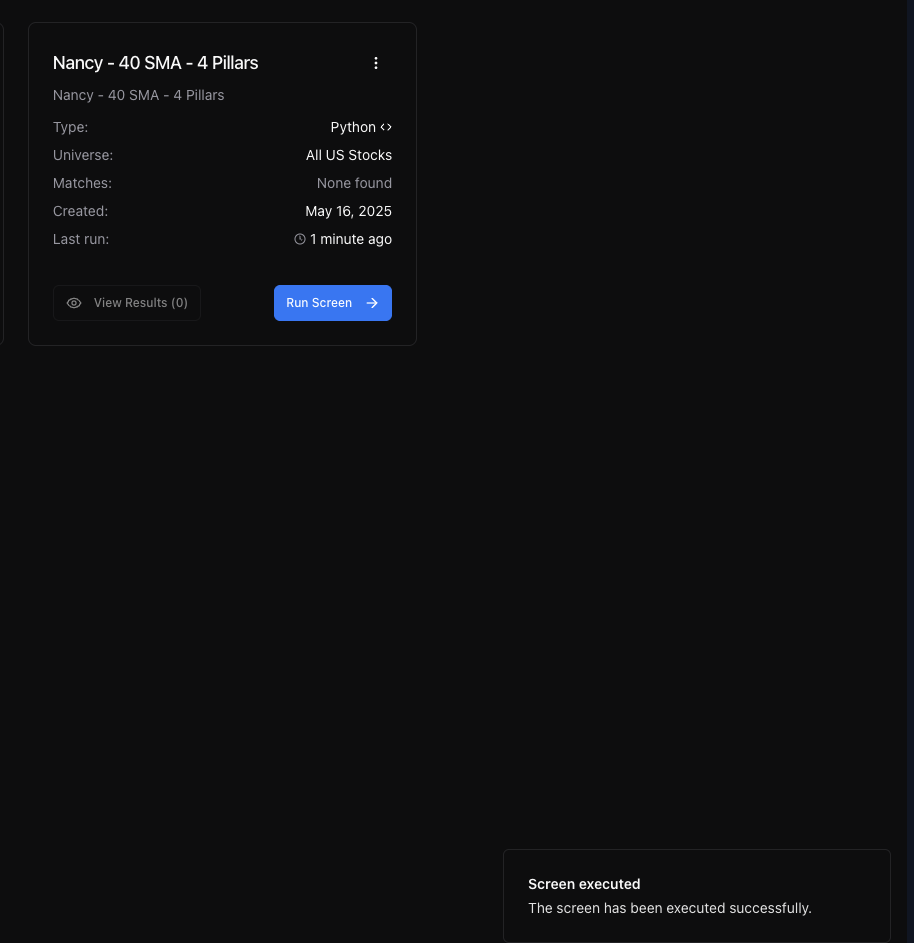 Nancy - 40 SMA - 4 Pillars
Nancy - 40 SMA - 4 Pillars
Type: Python
Universe: All US Stocks
Matches: None found
Created: May 16, 2025
Last run: 1 minute ago
View Results (0) Run Screen
Screen executed
The screen has been executed successfully.